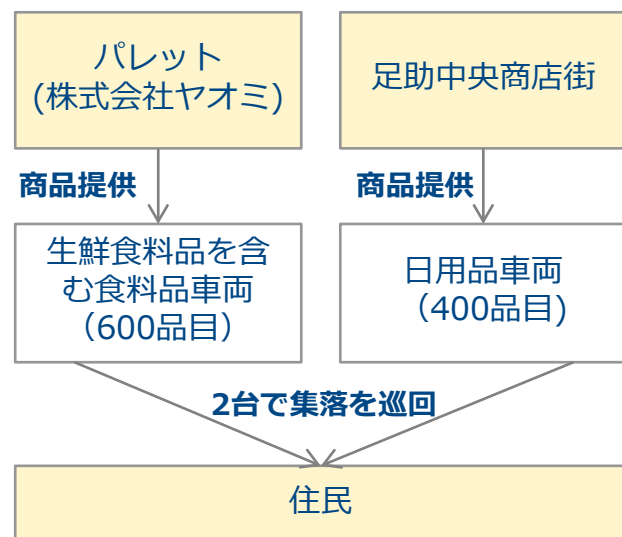 パレット
(株式会社ヤオミ)
足助中央商店街
商品提供
商品提供
生鮮食料品を含
む食料品車両
（600品目）
日用品車両
（400品目)
2台で集落を巡回
住民